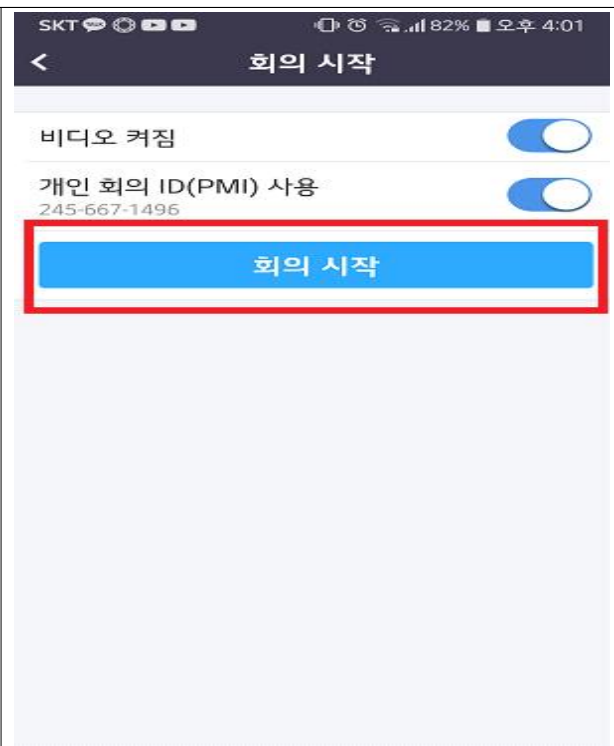 SKT 82% 오후 4:01
회의 시작
비디오 켜짐
개인 회의 ID(PMI) 사용
245-667-1496
회의 시작